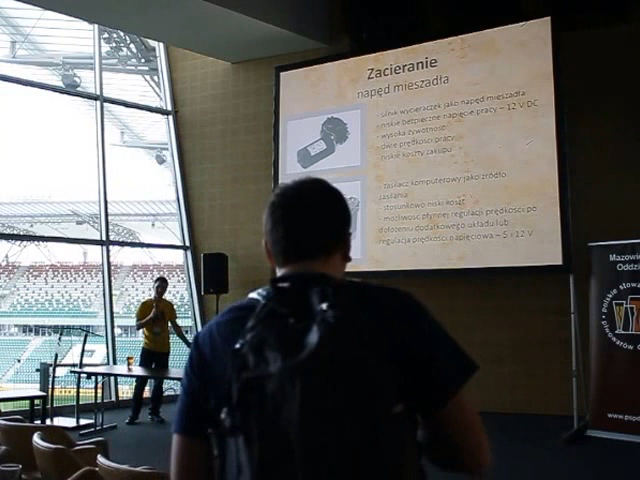 Zacieranie
napęd mieszadła
- silnik wycieraczek jako napęd mieszadła
- niskie bezpieczne napięcie pracy – 12 V DC
- wysoka żywotność
- dwie prędkości pracy
- niskie koszty zakupu
- zasilacz komputerowy jako źródło
zasilania
- stosunkowo niski koszt
- możliwość płynnej regulacji prędkości po
dołożeniu dodatkowego układu lub
regulacja prędkości napięciowa – 5 i 12 V
Mazowi
Oddzi
polskie stowa
piwowarów